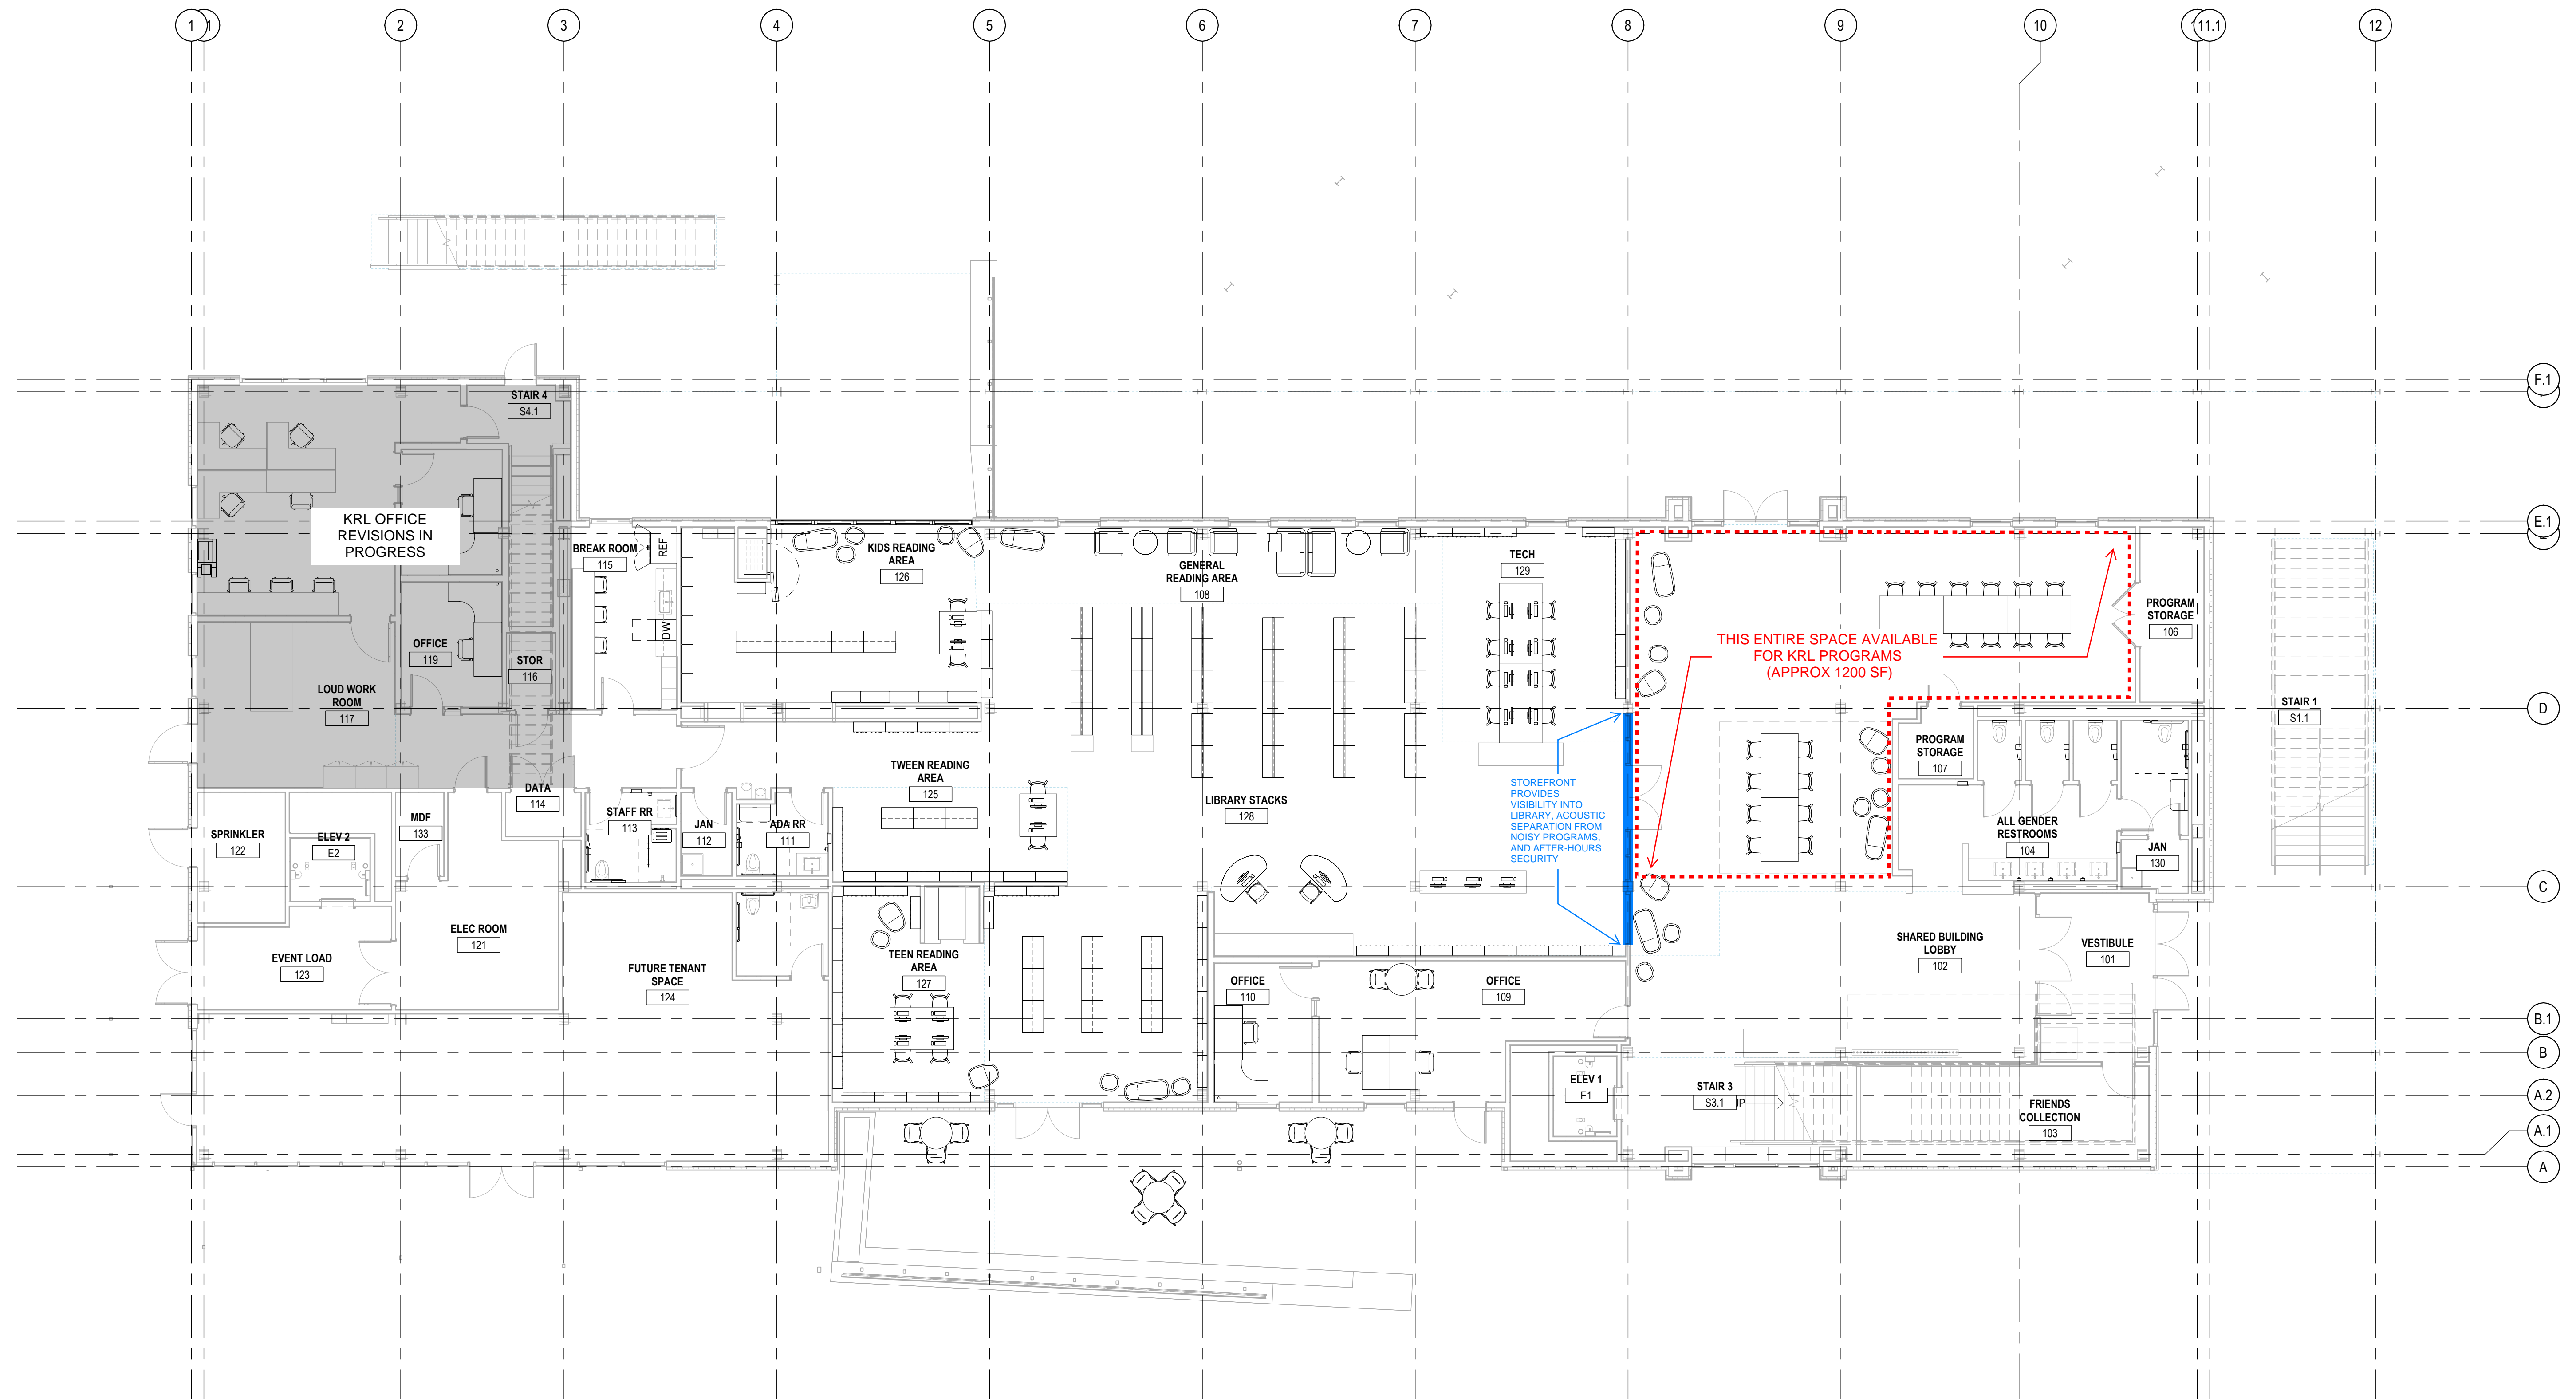 1
2
3
4
5
6
7
8
9
10
11.1
12
F.1
STAIR 4
S4.1
KRL OFFICE
REVISIONS IN
PROGRESS
E.1
BREAK ROOM
115
REF
DW
KIDS READING
AREA
126
GENERAL
READING AREA
108
TECH
129
PROGRAM
STORAGE
106
THIS ENTIRE SPACE AVAILABLE
FOR KRL PROGRAMS
(APPROX 1200 SF)
OFFICE
119
STOR
116
LOUD WORK
ROOM
117
STAIR 1
S1.1
D
PROGRAM
STORAGE
107
TWEEN READING
AREA
125
STOREFRONT
PROVIDES
VISIBILITY INTO
LIBRARY, ACOUSTIC
SEPARATION FROM
NOISY PROGRAMS,
AND AFTER-HOURS
SECURITY
DATA
114
LIBRARY STACKS
128
STAFF RR
113
JAN
112
ADA RR
111
MDF
133
SPRINKLER
122
ELEV 2
E2
ALL GENDER
RESTROOMS
104
JAN
130
C
ELEC ROOM
121
EVENT LOAD
123
FUTURE TENANT
SPACE
124
TEEN READING
AREA
127
OFFICE
110
OFFICE
109
SHARED BUILDING
LOBBY
102
VESTIBULE
101
B.1
B
ELEV 1
E1
STAIR 3
S3.1
FRIENDS
COLLECTION
103
A.2
A.1
A